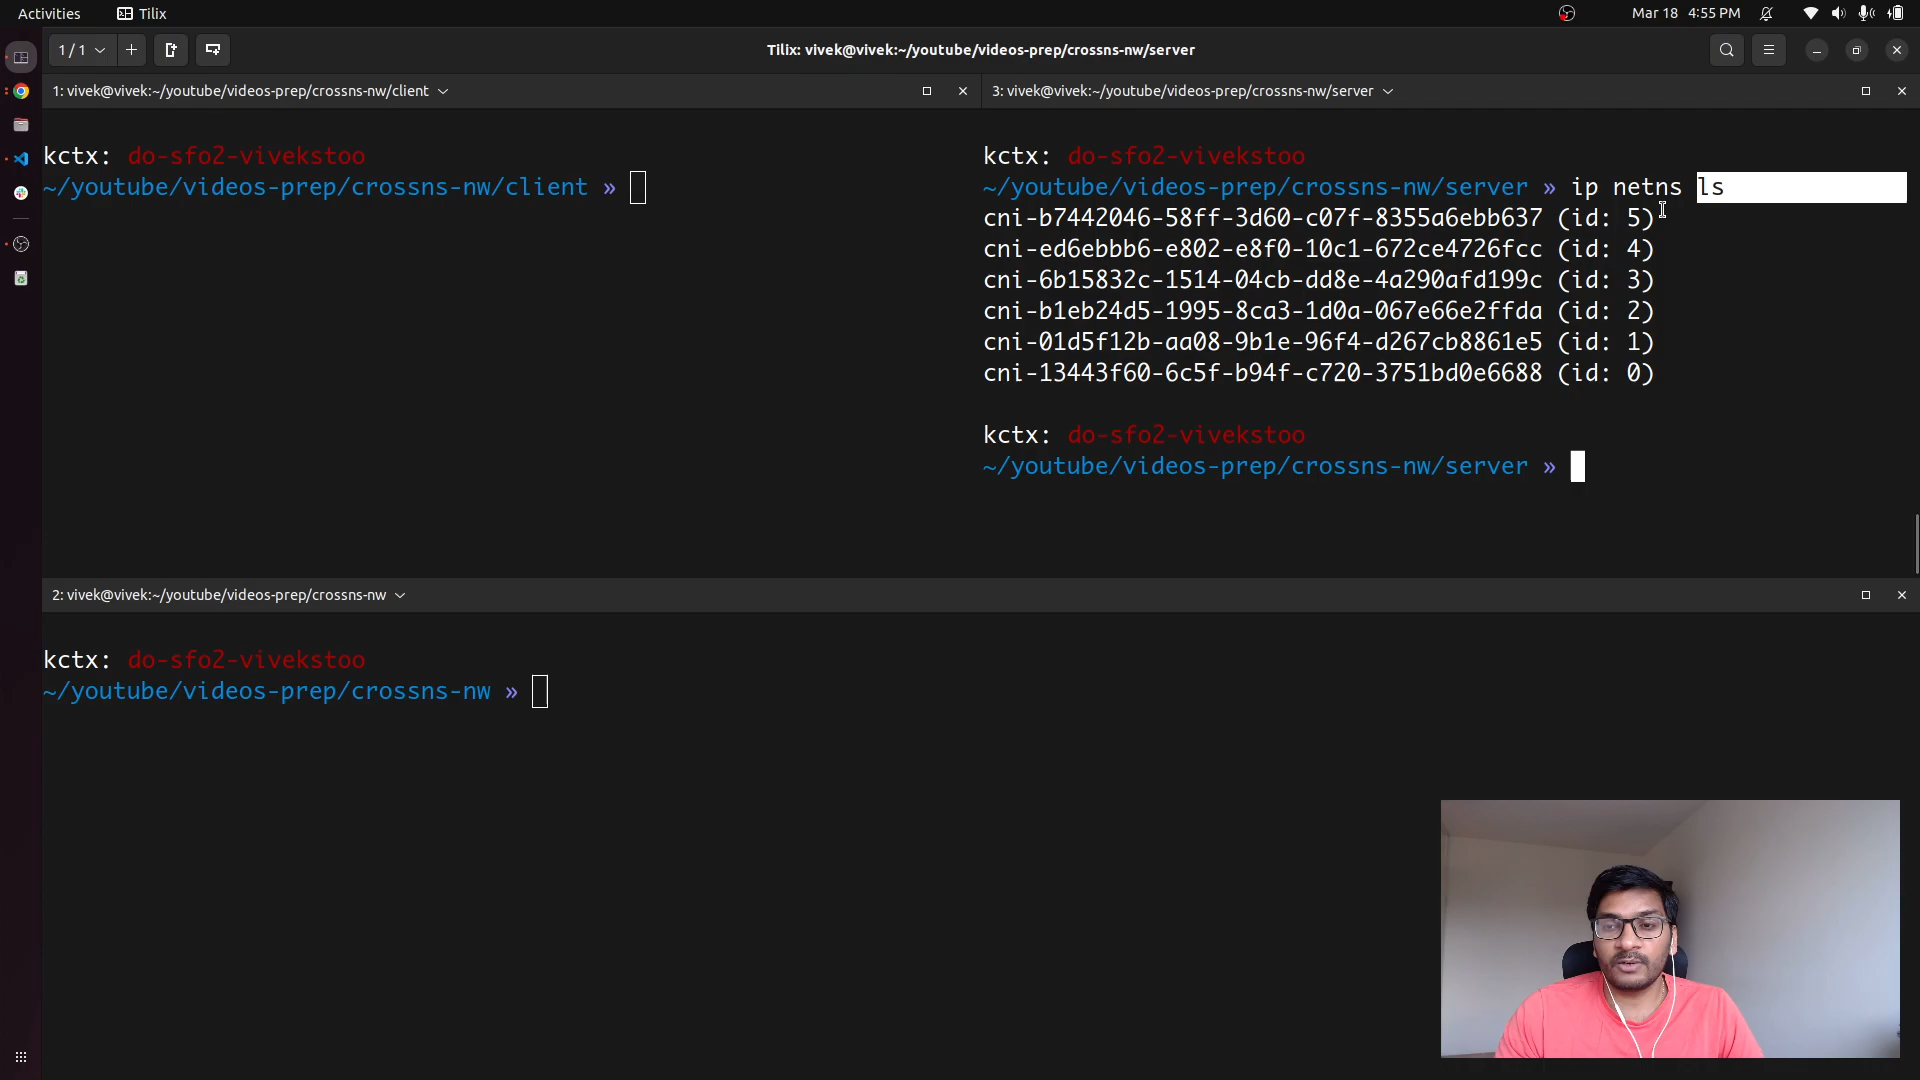 Activities
Tilix
Mar 18 4:55 PM
1 / 1
Tilix: vivek@vivek:~/youtube/videos-prep/crossns-nw/server
1: vivek@vivek:~/youtube/videos-prep/crossns-nw/client
kctx: do-sfo2-vivekstoo
~/youtube/videos-prep/crossns-nw/client »
3: vivek@vivek:~/youtube/videos-prep/crossns-nw/server
kctx: do-sfo2-vivekstoo
~/youtube/videos-prep/crossns-nw/server » ip netns ls
cni-b7442046-58ff-3d60-c07f-8355a6ebb637 (id: 5)
cni-ed6ebbb6-e802-e8f0-10c1-672ce4726fcc (id: 4)
cni-6b15832c-1514-04cb-dd8e-4a290afd199c (id: 3)
cni-b1eb24d5-1995-8ca3-1d0a-067e66e2ffda (id: 2)
cni-01d5f12b-aa08-9b1e-96f4-d267cb8861e5 (id: 1)
cni-13443f60-6c5f-b94f-c720-3751bd0e6688 (id: 0)
kctx: do-sfo2-vivekstoo
~/youtube/videos-prep/crossns-nw/server »
2: vivek@vivek:~/youtube/videos-prep/crossns-nw
kctx: do-sfo2-vivekstoo
~/youtube/videos-prep/crossns-nw »